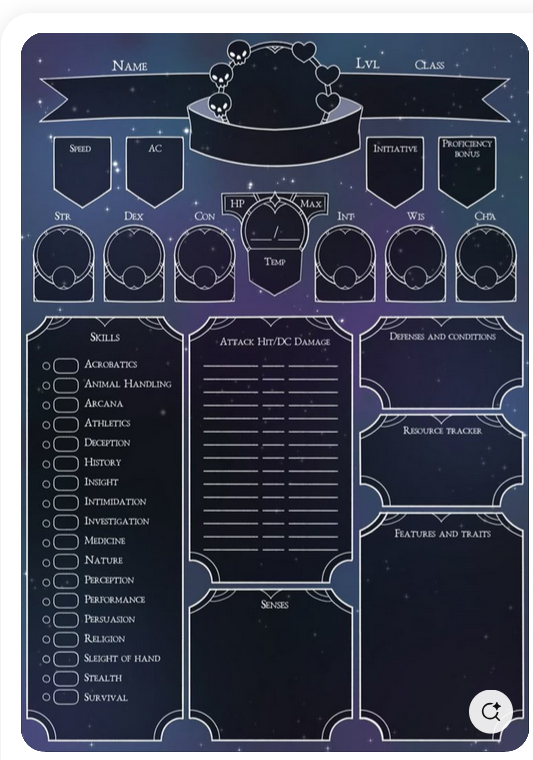 Name
Lvl Class
Speed
AC
Initiative
Proficiency
bonus
HP
Max
/
Temp
Str
Dex
Con
Int
Wis
Cha
Skills
Acrobatics
Animal Handling
Arcana
Athletics
Deception
History
Insight
Intimidation
Investigation
Medicine
Nature
Perception
Performance
Persuasion
Religion
Sleight of hand
Stealth
Survival
Attack Hit/DC Damage
Senses
Defenses and conditions
Resource tracker
Features and traits